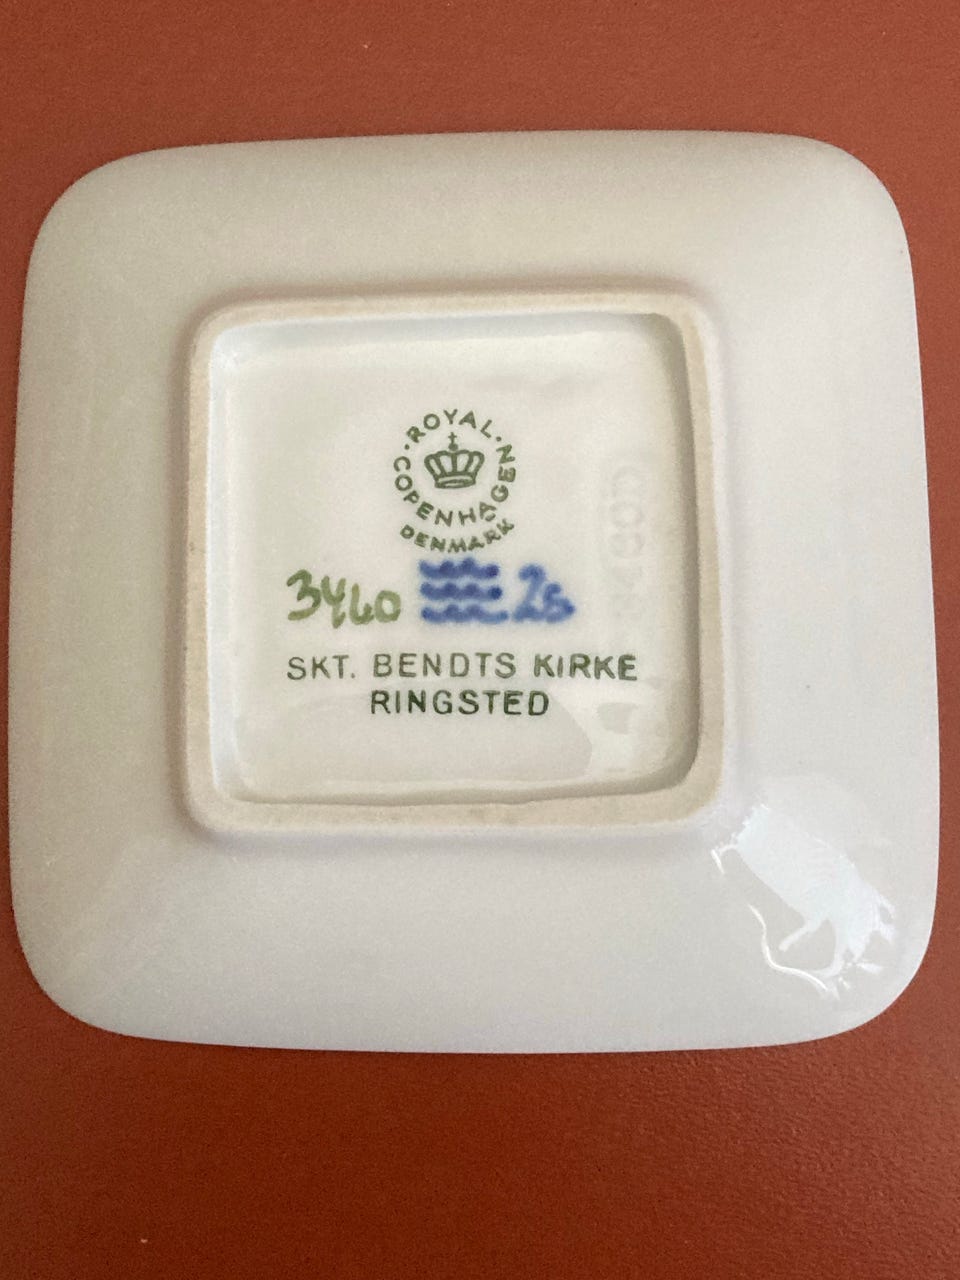 ·ROYAL·
COPENHAGEN
DENMARK
3460 2s
SKT. BENDTS KIRKE
RINGSTED